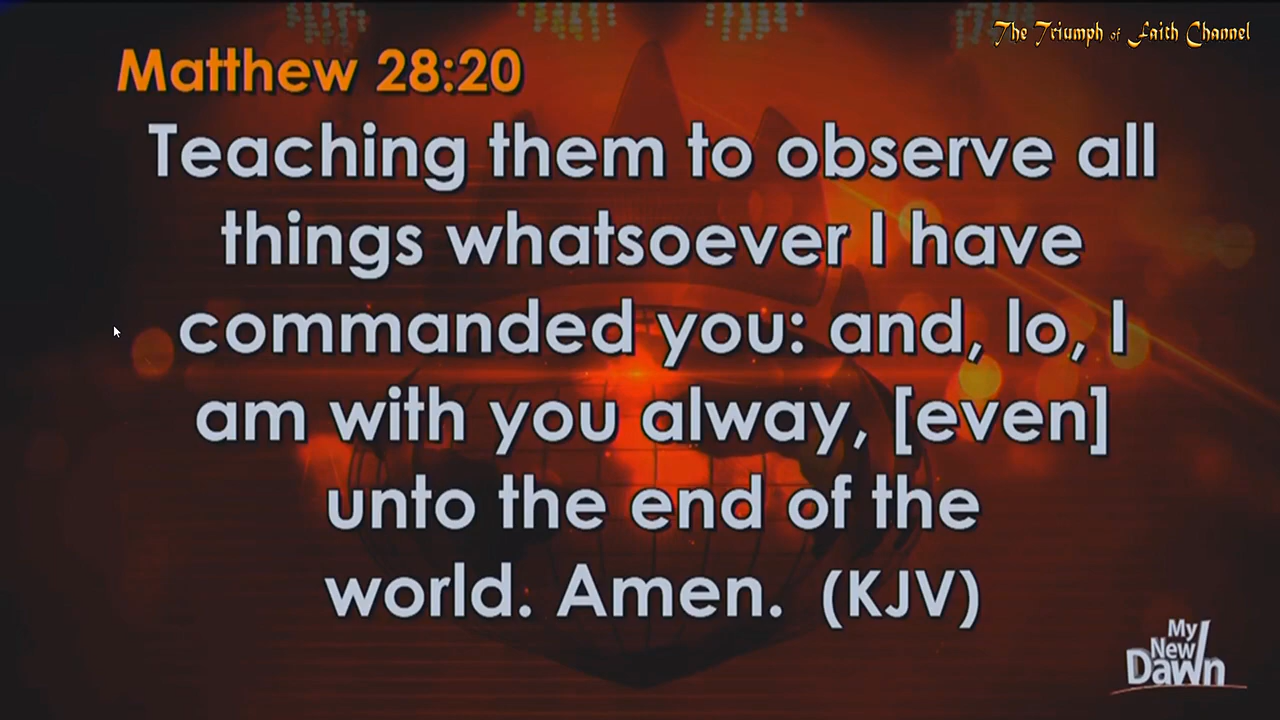 The Triumph of Faith Channel
Matthew 28:20
Teaching them to observe all
things whatsoever I have
commanded you: and, lo, I
am with you alway, [even]
unto the end of the
world. Amen. (KJV)
My
New
Dawn